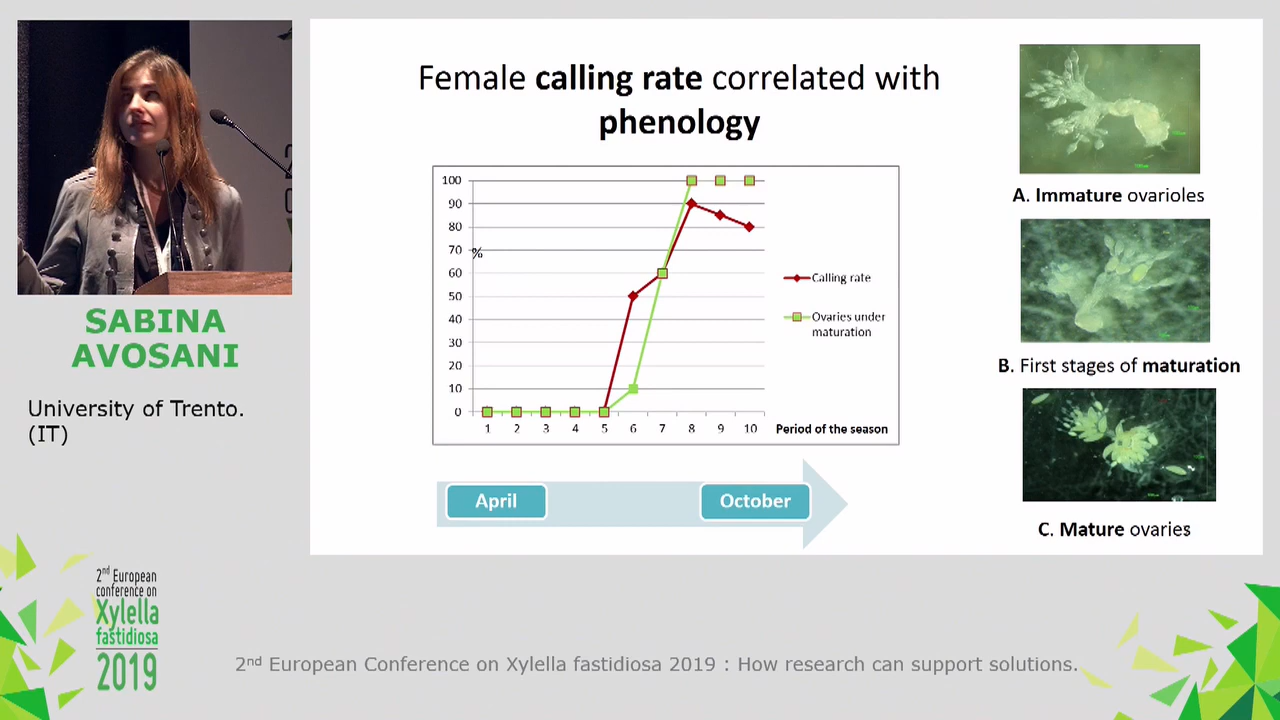 Female calling rate correlated with
phenology
100
90
80
70
60
50
40
30
20
10
0
%
1 2 3 4 5 6 7 8 9 10
Period of the season
Calling rate
Ovaries under
maturation
April
October
A. Immature ovarioles
B. First stages of maturation
C. Mature ovaries
SABINA
AVOSANI
University of Trento.
(IT)
2nd European
conference on
Xylella
fastidiosa
2019
2nd European Conference on Xylella fastidiosa 2019 : How research can support solutions.